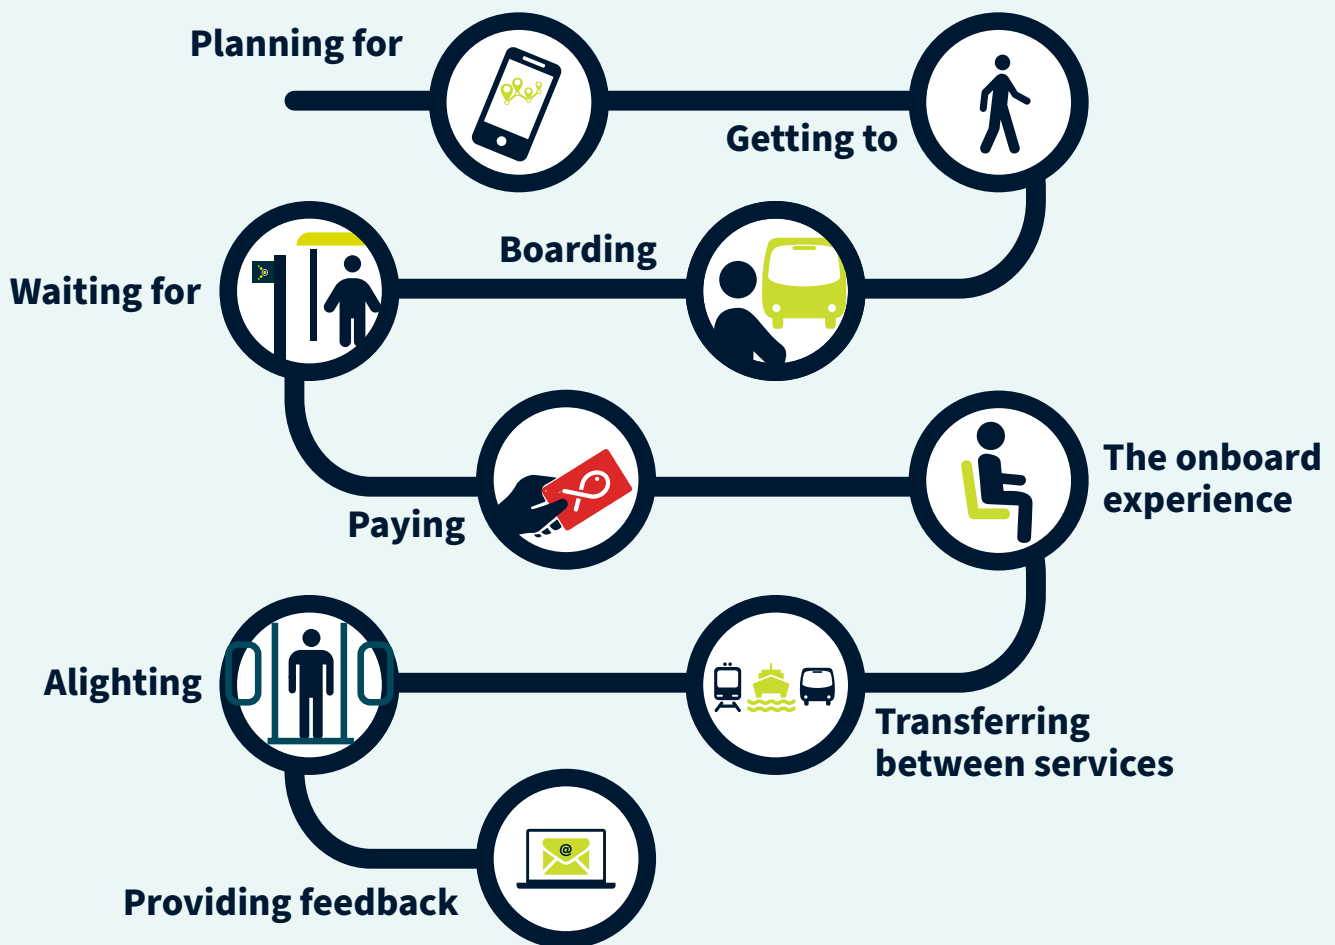 Planning for
Getting to
Boarding
Waiting for
Paying
The onboard
experience
Transferring
between services
Alighting
@
Providing feedback